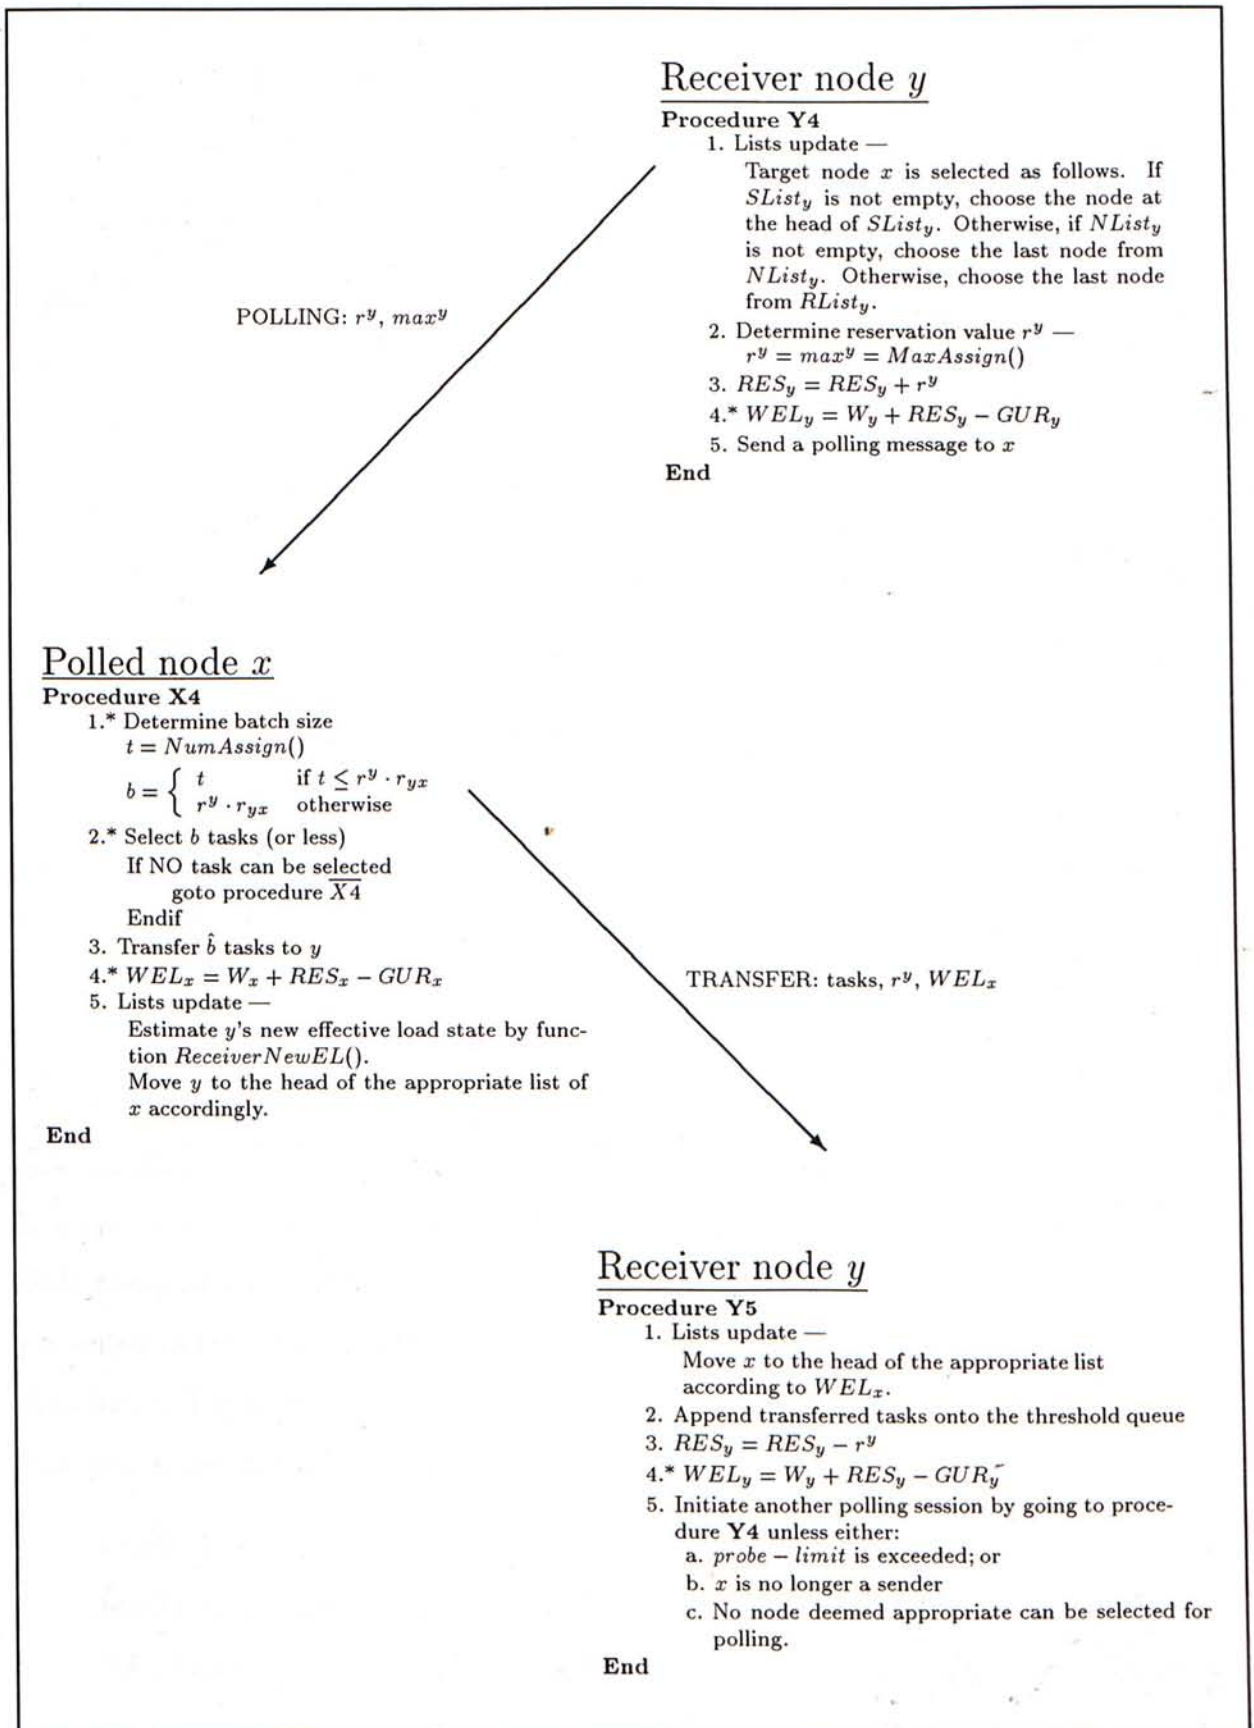 Receiver node y
Procedure Y4
1. Lists update —
Target node x is selected as follows. If
SList_y is not empty, choose the node at
the head of SList_y. Otherwise, if NList_y
is not empty, choose the last node from
NList_y. Otherwise, choose the last node
from RList_y.
POLLING: r^y, max^y
2. Determine reservation value r^y —
r^y = max^y = MaxAssign()
3. RES_y = RES_y + r^y
4.* WEL_y = W_y + RES_y − GUR_y
5. Send a polling message to x
End
Polled node x
Procedure X4
1.* Determine batch size
t = NumAssign()
b = { t if t ≤ r^y · r_yx
r^y · r_yx otherwise
2.* Select b tasks (or less)
If NO task can be selected
goto procedure \overline{X4}
Endif
3. Transfer b̂ tasks to y
4.* WEL_x = W_x + RES_x − GUR_x
5. Lists update —
Estimate y's new effective load state by func-
tion ReceiverNewEL().
Move y to the head of the appropriate list of
x accordingly.
End
TRANSFER: tasks, r^y, WEL_x
Receiver node y
Procedure Y5
1. Lists update —
Move x to the head of the appropriate list
according to WEL_x.
2. Append transferred tasks onto the threshold queue
3. RES_y = RES_y − r^y
4.* WEL_y = W_y + RES_y − GUR_y
5. Initiate another polling session by going to proce-
dure Y4 unless either:
a. probe − limit is exceeded; or
b. x is no longer a sender
c. No node deemed appropriate can be selected for
polling.
End